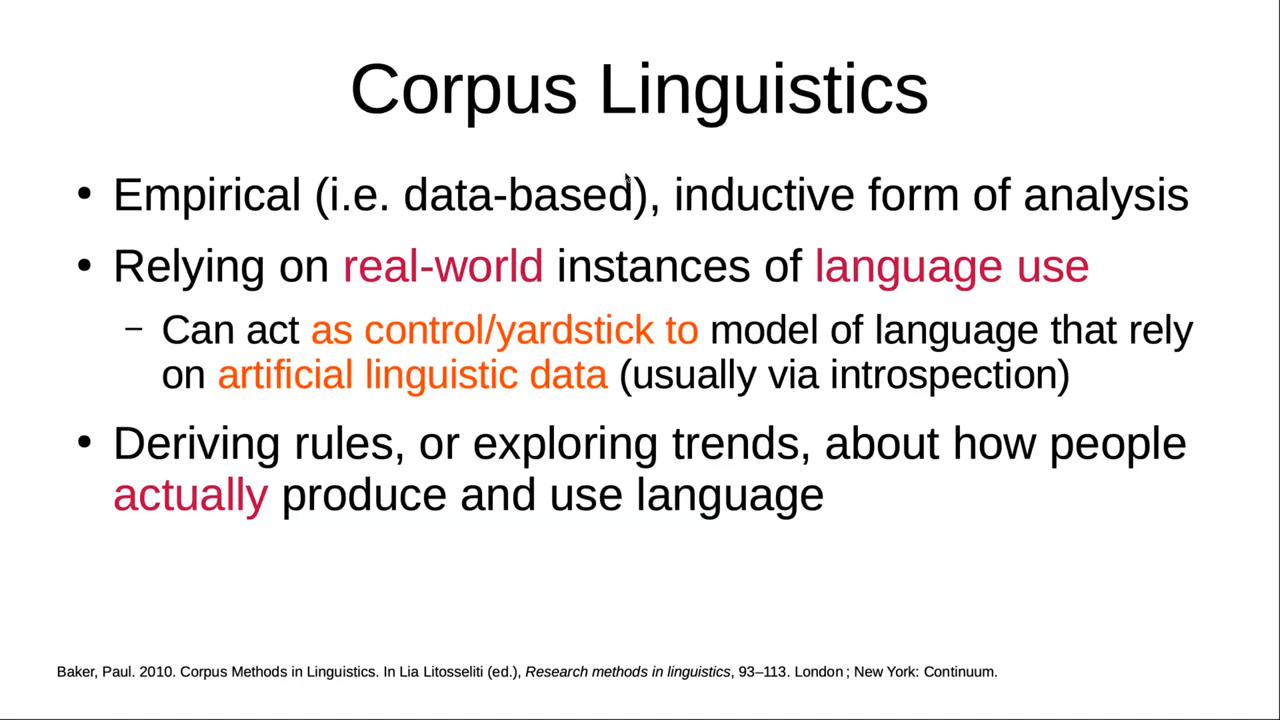 Corpus Linguistics
• Empirical (i.e. data-based), inductive form of analysis
• Relying on real-world instances of language use
– Can act as control/yardstick to model of language that rely
on artificial linguistic data (usually via introspection)
• Deriving rules, or exploring trends, about how people
actually produce and use language
Baker, Paul. 2010. Corpus Methods in Linguistics. In Lia Litosseliti (ed.), Research methods in linguistics, 93–113. London ; New York: Continuum.